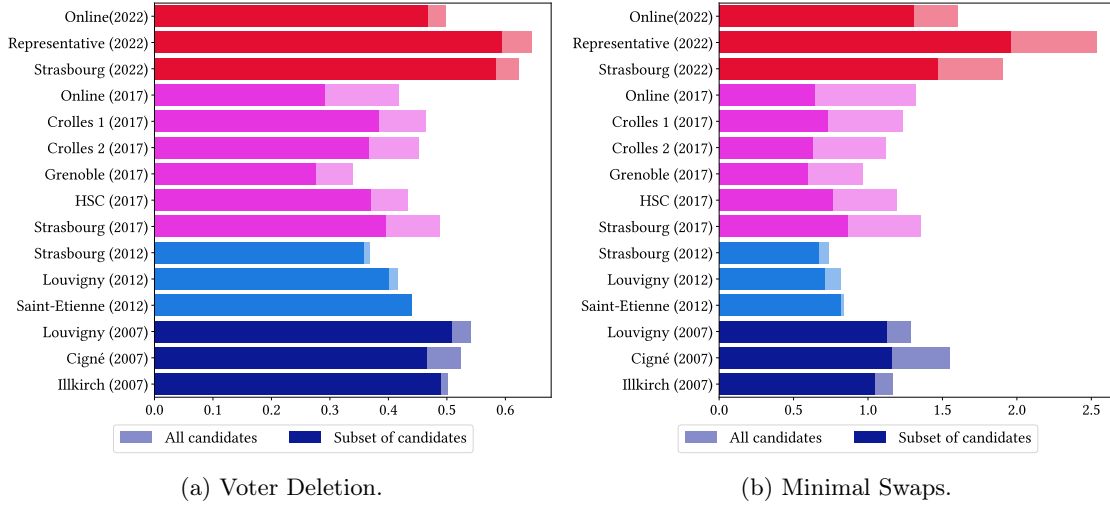 Online(2022)
Representative (2022)
Strasbourg (2022)
Online (2017)
Crolles 1 (2017)
Crolles 2 (2017)
Grenoble (2017)
HSC (2017)
Strasbourg (2017)
Strasbourg (2012)
Louvigny (2012)
Saint-Etienne (2012)
Louvigny (2007)
Cigné (2007)
Illkirch (2007)
0.0 0.1 0.2 0.3 0.4 0.5 0.6
All candidates Subset of candidates
(a) Voter Deletion.
Online(2022)
Representative (2022)
Strasbourg (2022)
Online (2017)
Crolles 1 (2017)
Crolles 2 (2017)
Grenoble (2017)
HSC (2017)
Strasbourg (2017)
Strasbourg (2012)
Louvigny (2012)
Saint-Etienne (2012)
Louvigny (2007)
Cigné (2007)
Illkirch (2007)
0.0 0.5 1.0 1.5 2.0 2.5
All candidates Subset of candidates
(b) Minimal Swaps.